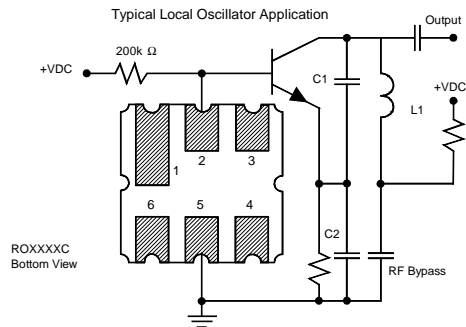 Typical Local Oscillator Application
Output
200k Ω
+VDC
C1
+VDC
L1
1
2
3
6
5
4
C2
ROXXXXC
Bottom View
RF Bypass